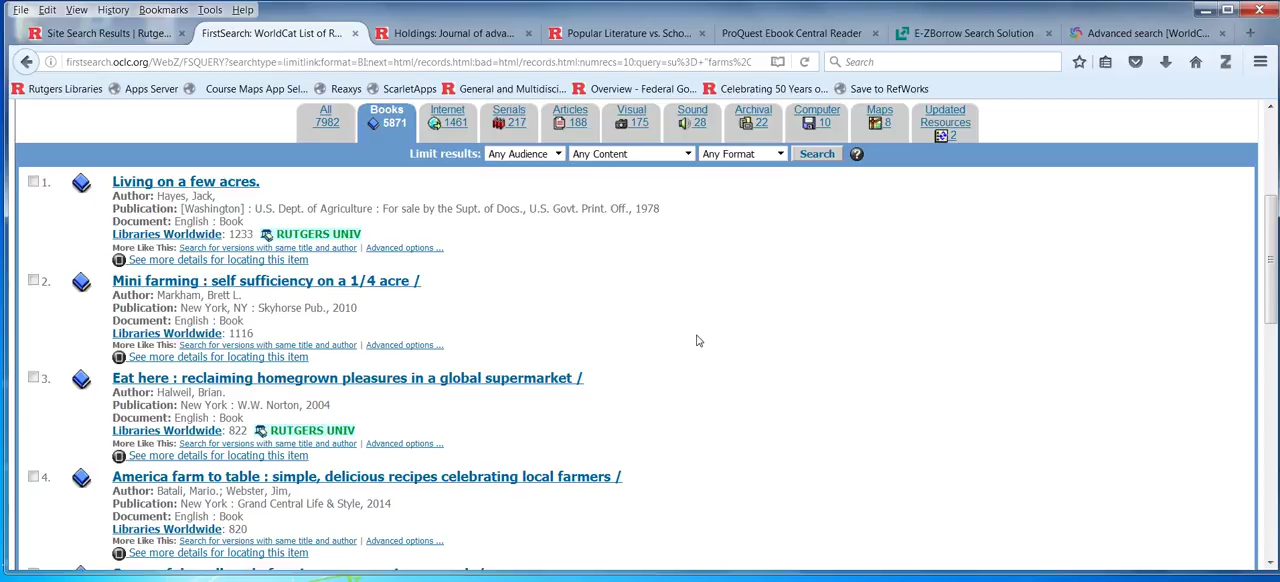 File Edit View History Bookmarks Tools Help
Site Search Results | Rutge... FirstSearch: WorldCat List of R... Holdings: Journal of adva... Popular Literature vs. Scho... ProQuest Ebook Central Reader E-ZBorrow Search Solution Advanced search [WorldC...
firstsearch.oclc.org/WebZ/FSQUERY?searchtype=limitlink:format=BI:next=html/records.html:bad=html/records.html:numrecs=10:query=su%3D+"farms"% Search
Rutgers Libraries Apps Server Course Maps App Sel... Reaxys ScarletApps General and Multidisci... Overview - Federal Go... Celebrating 50 Years o... Save to RefWorks
All Books Internet Serials Articles Visual Sound Archival Computer Maps Updated Resources
7982 5871 1461 217 188 175 28 22 10 8 2
Limit results: Any Audience Any Content Any Format Search ?
1. Living on a few acres.
Author: Hayes, Jack,
Publication: [Washington] : U.S. Dept. of Agriculture : For sale by the Supt. of Docs., U.S. Govt. Print. Off., 1978
Document: English : Book
Libraries Worldwide: 1233 RUTGERS UNIV
More Like This: Search for versions with same title and author | Advanced options ...
See more details for locating this item
2. Mini farming : self sufficiency on a 1/4 acre /
Author: Markham, Brett L.
Publication: New York, NY : Skyhorse Pub., 2010
Document: English : Book
Libraries Worldwide: 1116
More Like This: Search for versions with same title and author | Advanced options ...
See more details for locating this item
3. Eat here : reclaiming homegrown pleasures in a global supermarket /
Author: Halweil, Brian.
Publication: New York : W.W. Norton, 2004
Document: English : Book
Libraries Worldwide: 822 RUTGERS UNIV
More Like This: Search for versions with same title and author | Advanced options ...
See more details for locating this item
4. America farm to table : simple, delicious recipes celebrating local farmers /
Author: Batali, Mario.; Webster, Jim,
Publication: New York : Grand Central Life & Style, 2014
Document: English : Book
Libraries Worldwide: 820
More Like This: Search for versions with same title and author | Advanced options ...
See more details for locating this item